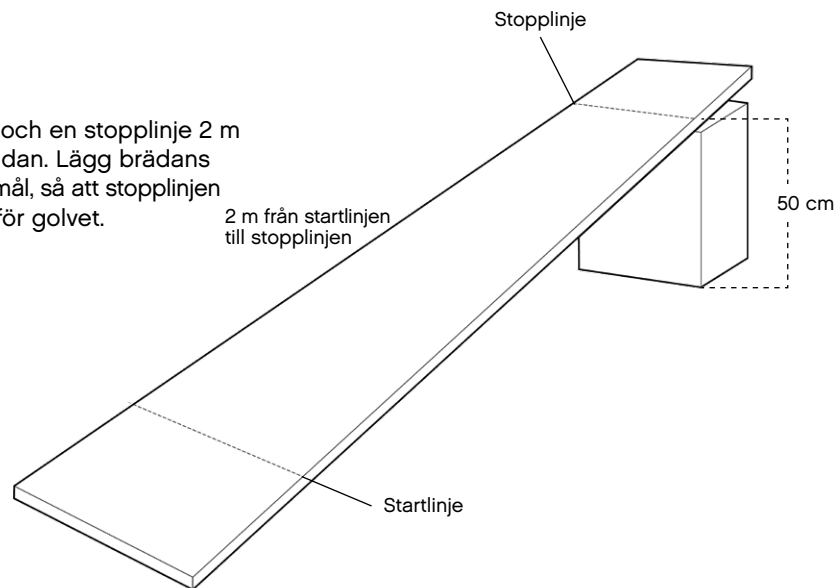 Stopplinje
och en stopplinje 2 m
dan. Lägg brädans
mål, så att stopplinjen
för golvet.
2 m från startlinjen
till stopplinjen
50 cm
Startlinje